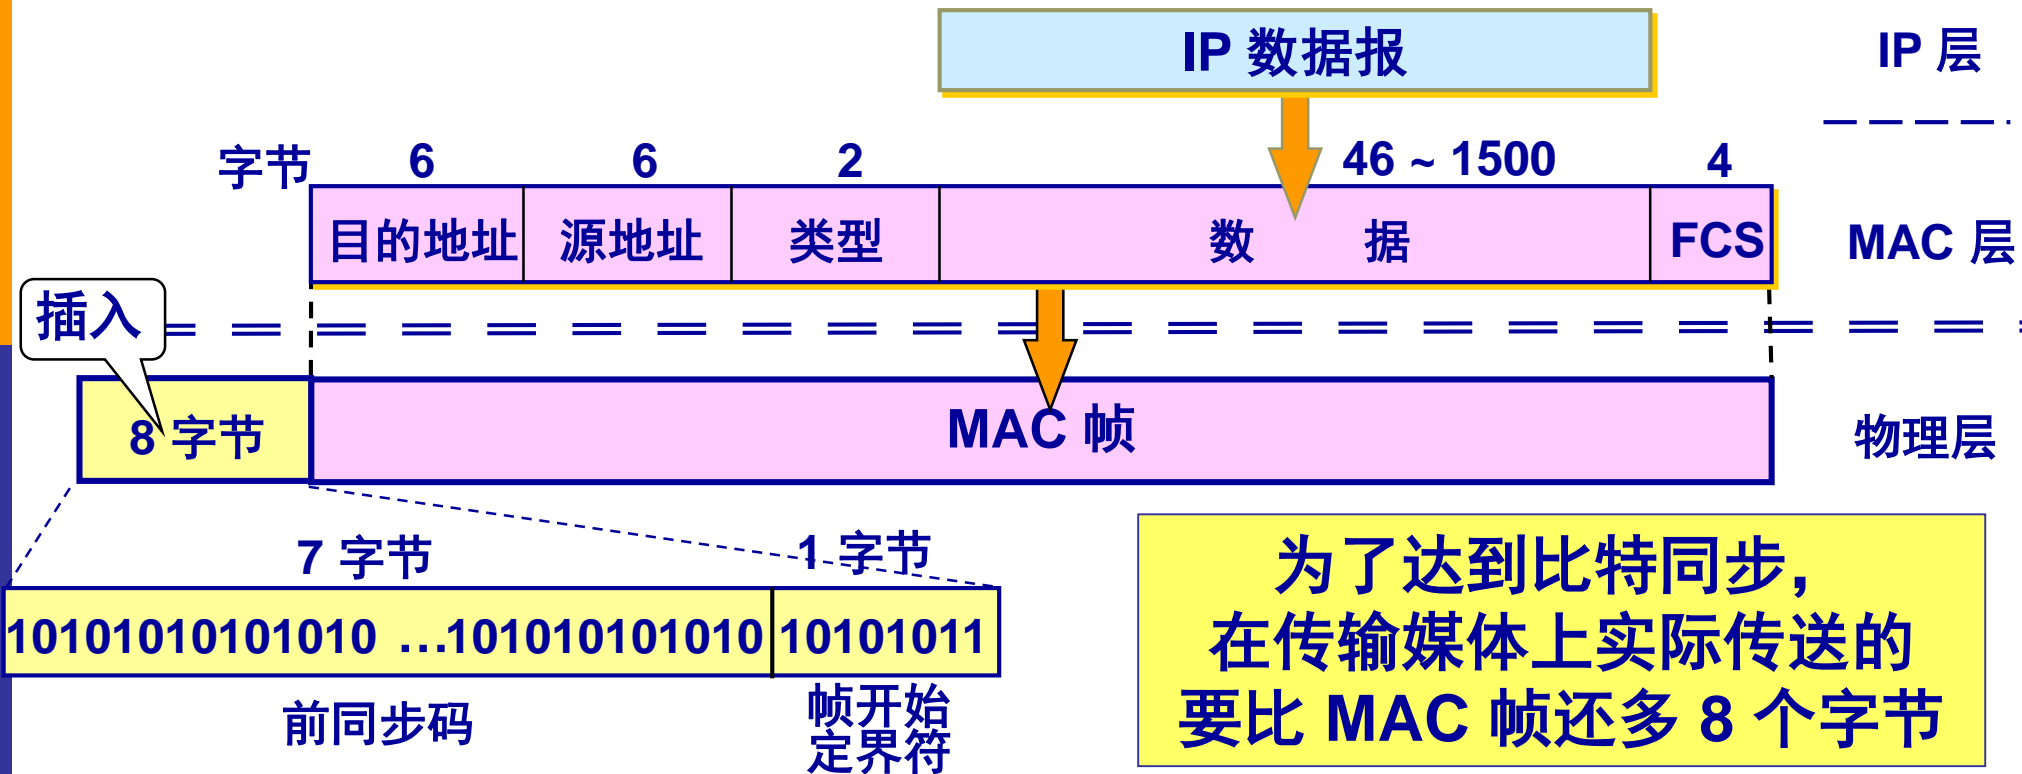 IP 数据报
IP 层
字节 6 6 2 46 ~ 1500 4
目的地址 源地址 类型 数 据 FCS
MAC 层
插入
8 字节
MAC 帧
物理层
7 字节 1 字节
10101010101010 ...101010101010 10101011
前同步码
帧开始
定界符
为了达到比特同步，
在传输媒体上实际传送的
要比 MAC 帧还多 8 个字节